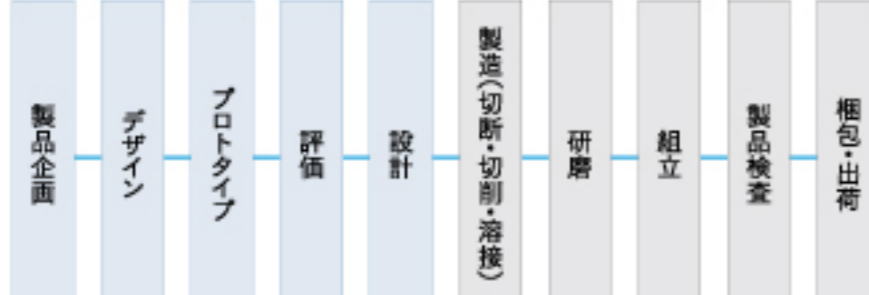 製品企画
デザイン
プロトタイプ
評価
設計
製造(切断・切削・溶接)
研磨
組立
製品検査
梱包・出荷